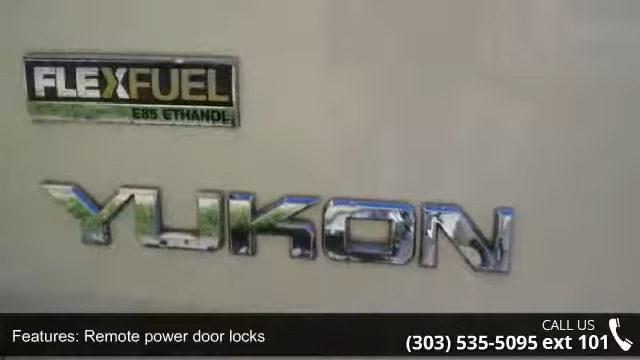 FLEXFUEL
E85 ETHANOL
YUKON
Features: Remote power door locks
CALL US
(303) 535-5095 ext 101